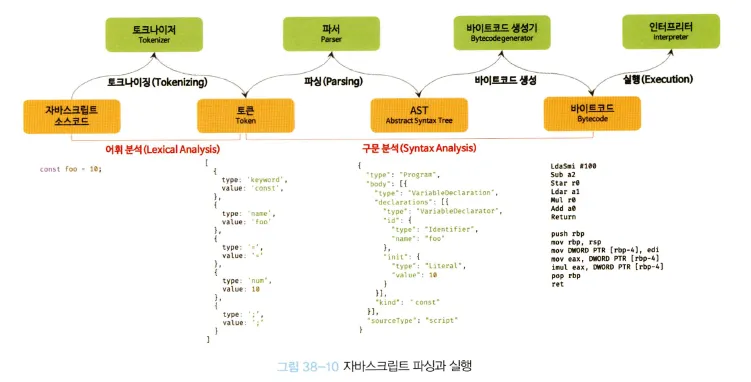 토크나이저
Tokenizer
파서
Parser
바이트코드 생성기
Bytecode generator
인터프리터
Interpreter
토크나이징(Tokenizing)
파싱(Parsing)
바이트코드 생성
실행(Execution)
자바스크립트
소스코드
토큰
Token
AST
Abstract Syntax Tree
바이트코드
Bytecode
어휘 분석(Lexical Analysis)
구문 분석(Syntax Analysis)
const foo = 10;
[
{
type: 'keyword',
value: 'const',
},
{
type: 'name',
value: 'foo'
},
{
type: '=',
value: '='
},
{
type: 'num',
value: 10
},
{
type: ';',
value: ';'
}
]
{
"type": "Program",
"body": [{
"type": "VariableDeclaration",
"declarations": [{
"type": "VariableDeclarator",
"id": {
"type": "Identifier",
"name": "foo"
},
"init": {
"type": "Literal",
"value": 10
}
}],
"kind": "const"
}],
"sourceType": "script"
}
LdaSmi #100
Sub a2
Star r0
Ldar a1
Mul r0
Add a0
Return
push rbp
mov rbp, rsp
mov DWORD PTR [rbp-4], edi
mov eax, DWORD PTR [rbp-4]
imul eax, DWORD PTR [rbp-4]
pop rbp
ret
그림 38-10 자바스크립트 파싱과 실행